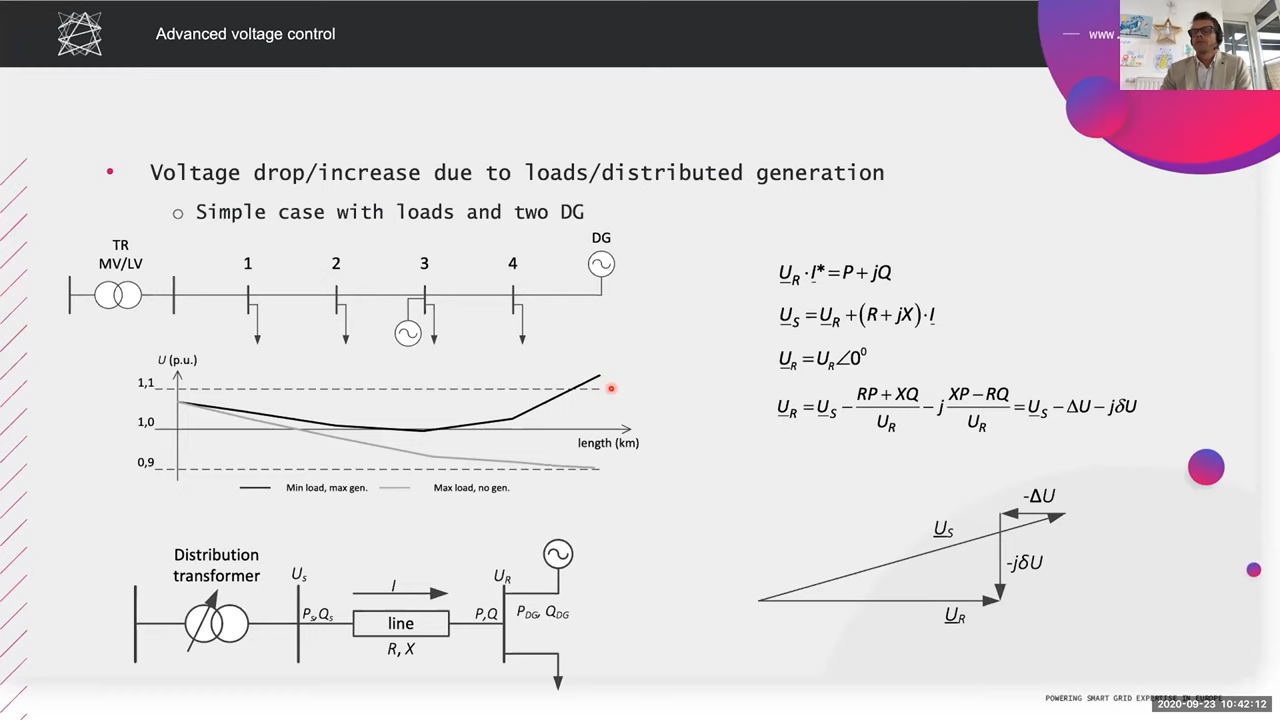 Advanced voltage control
— www.
• Voltage drop/increase due to loads/distributed generation
○ Simple case with loads and two DG
TR
MV/LV
1
2
3
4
DG
U (p.u.)
1,1
1,0
0,9
length (km)
Min load, max gen.
Max load, no gen.
U_R · I* = P + jQ
U_S = U_R + (R + jX) · I
U_R = U_R∠0⁰
U_R = U_S − (RP + XQ)/U_R − j (XP − RQ)/U_R = U_S − ΔU − jδU
-ΔU
U_S
-jδU
U_R
Distribution
transformer
U_s
I
U_R
P_s,Q_s
line
P,Q
P_DG, Q_DG
R, X
POWERING SMART GRID EXPERTISE IN EUROPE
2020-09-23 10:42:12